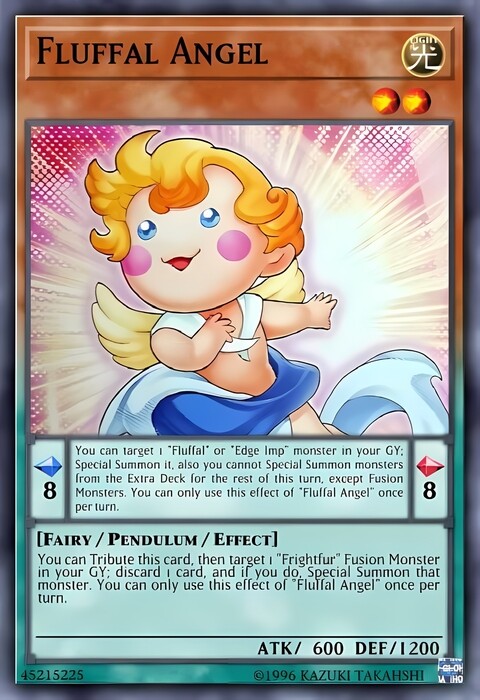 Fluffal Angel
LIGHT
光
You can target 1 "Fluffal" or "Edge Imp" monster in your GY;
Special Summon it, also you cannot Special Summon monsters
from the Extra Deck for the rest of this turn, except Fusion
Monsters. You can only use this effect of "Fluffal Angel" once
per turn.
8
8
[Fairy / Pendulum / Effect]
You can Tribute this card, then target 1 "Frightfur" Fusion Monster
in your GY; discard 1 card, and if you do, Special Summon that
monster. You can only use this effect of "Fluffal Angel" once per
turn.
ATK/ 600 DEF/1200
45215225
©1996 KAZUKI TAKAHSHI